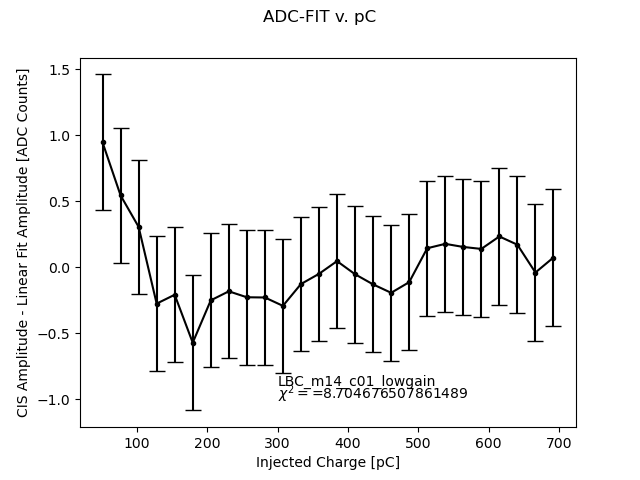 ADC-FIT v. pC
CIS Amplitude - Linear Fit Amplitude [ADC Counts]
1.5
1.0
0.5
0.0
−0.5
−1.0
LBC_m14_c01_lowgain
χ² = =8.704676507861489
100 200 300 400 500 600 700
Injected Charge [pC]